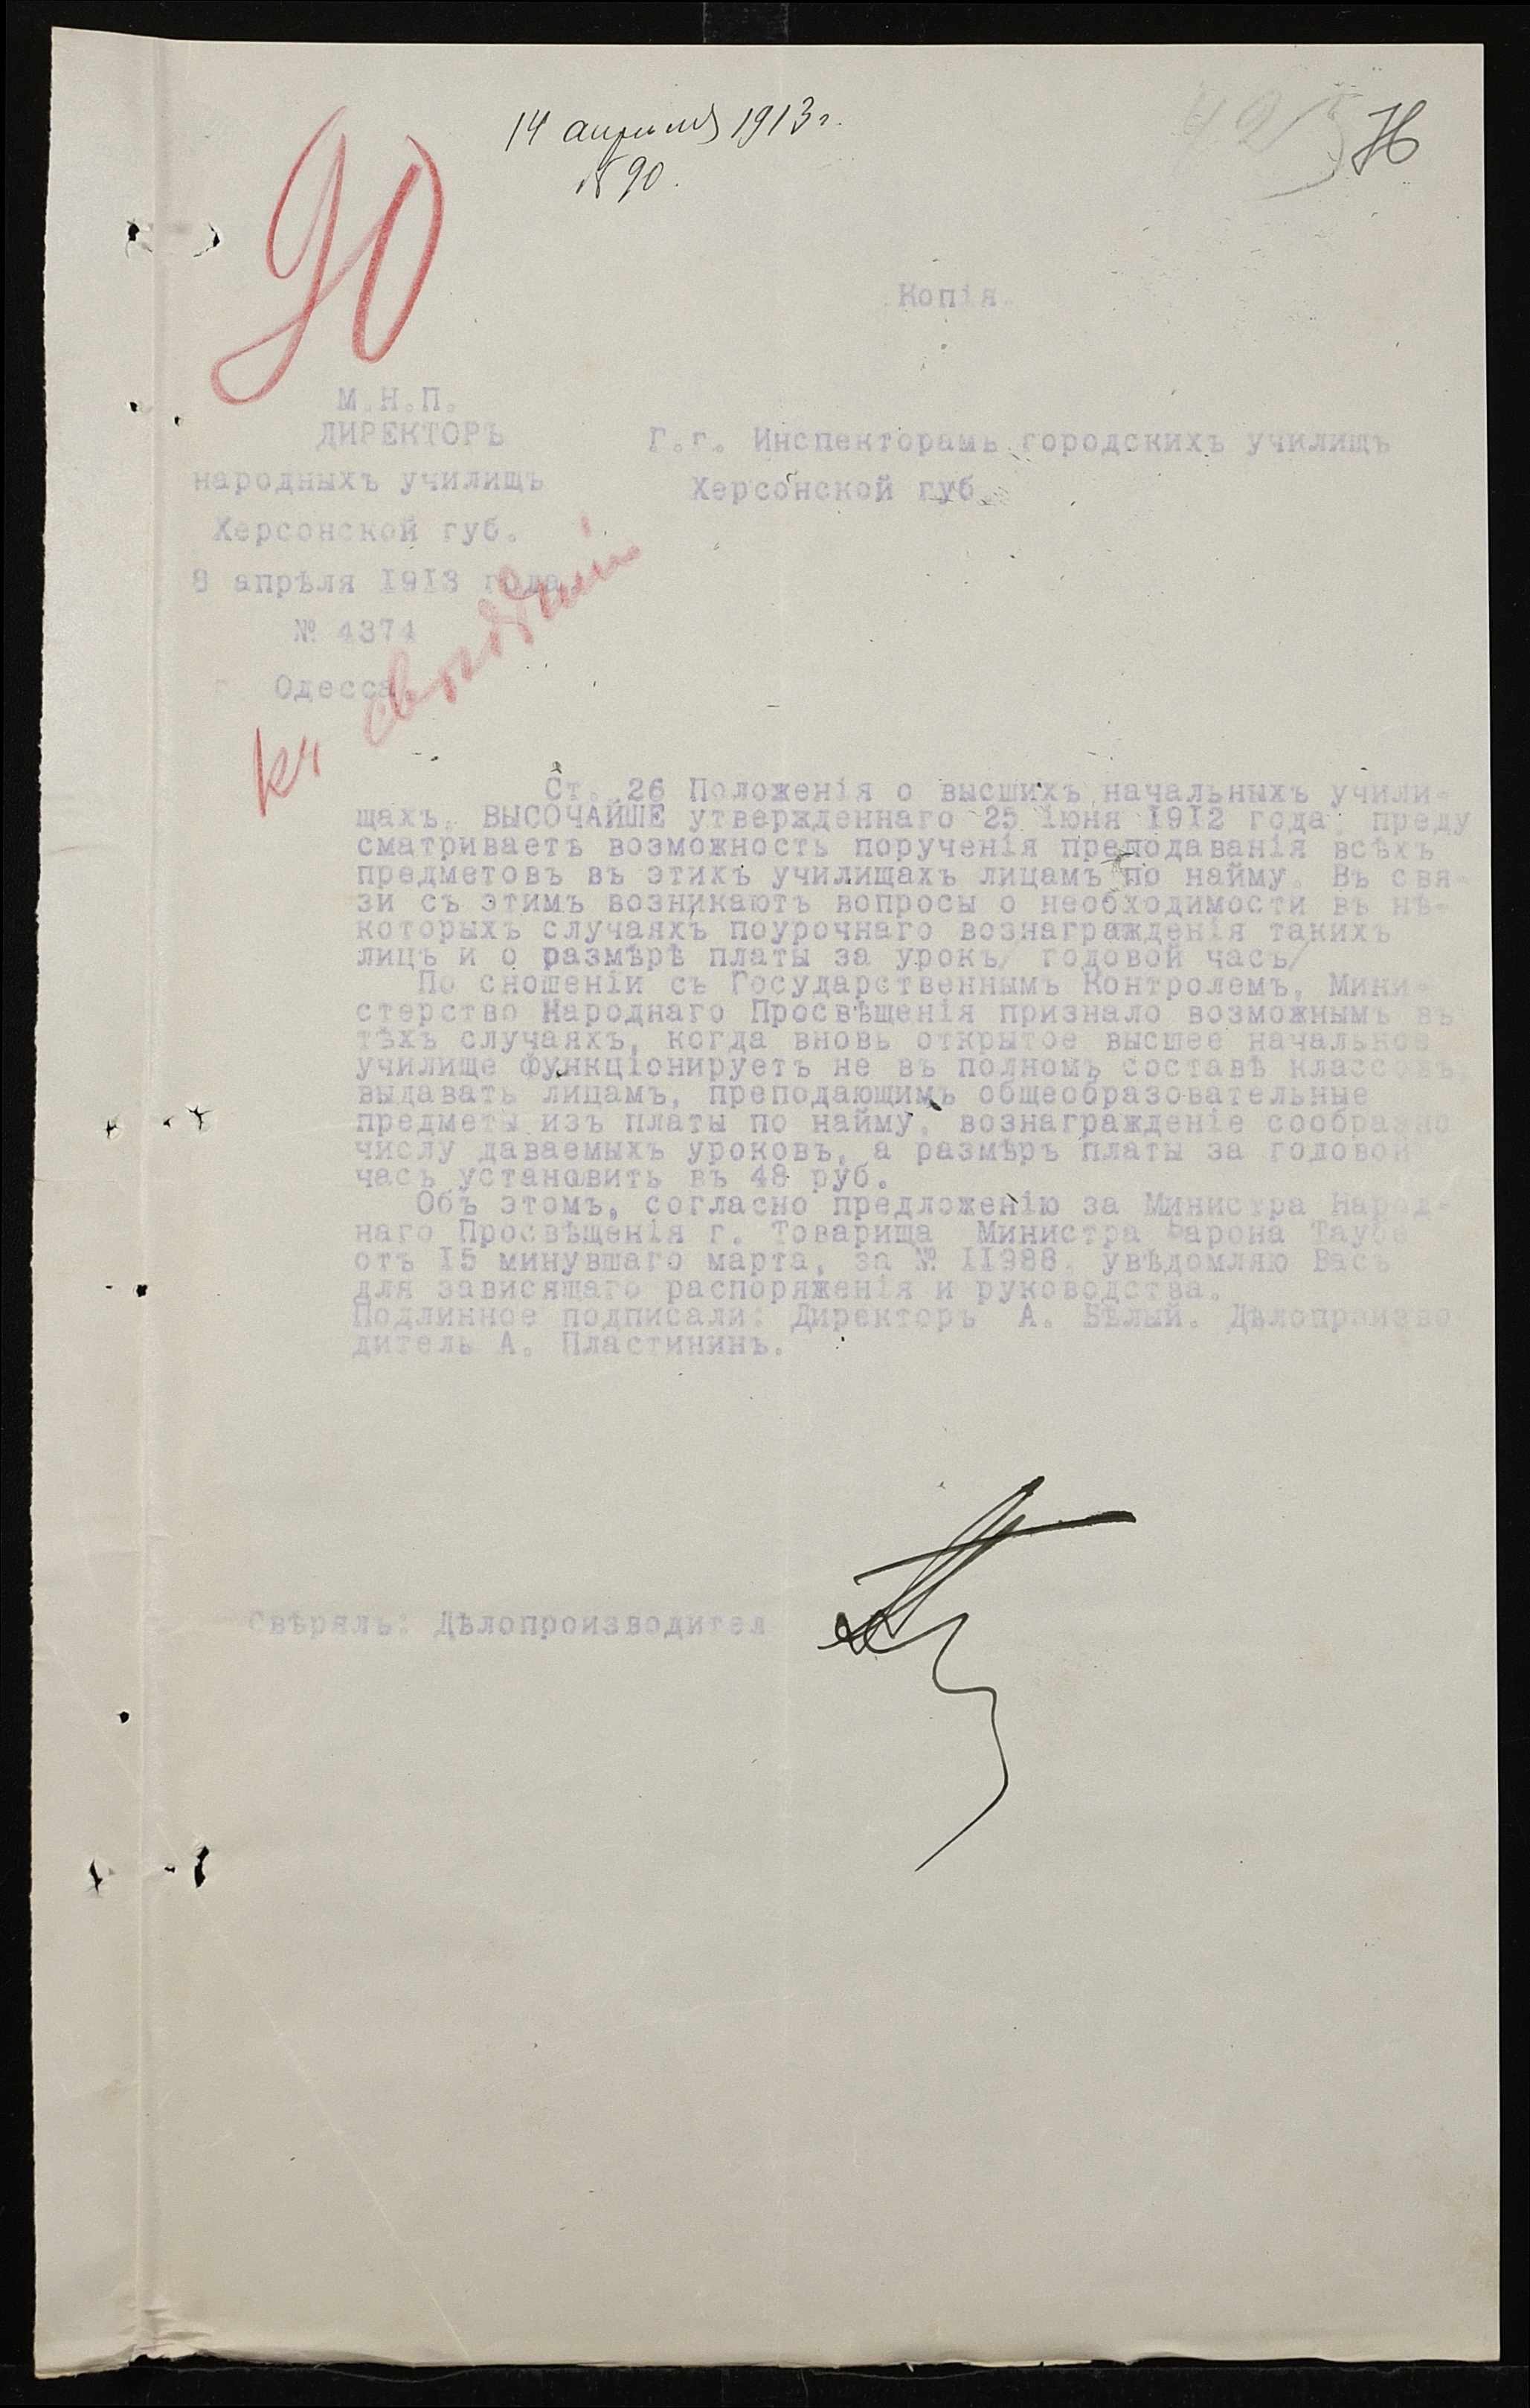 14 апрѣля 1913 г.
№ 90.
90
Копія.
М.Н.П.
ДИРЕКТОРЪ
народныхъ училищъ
Херсонской губ.
8 апрѣля 1913 года
№ 4374
г. Одесса
къ свѣдѣнію
Г.г. Инспекторамъ городскихъ училищъ
Херсонской губ.
Ст. 26 Положенія о высшихъ начальныхъ учили-
щахъ, ВЫСОЧАЙШЕ утвержденнаго 25 іюня 1912 года, преду
сматриваетъ возможность порученія преподаванія всѣхъ
предметовъ въ этихъ училищахъ лицамъ по найму. Въ свя-
зи съ этимъ возникаютъ вопросы о необходимости въ нѣ-
которыхъ случаяхъ поурочнаго вознагражденія такихъ
лицъ и о размѣрѣ платы за урокъ/ годовой часъ/
По сношеніи съ Государственнымъ Контролемъ, Мини-
стерство Народнаго Просвѣщенія признало возможнымъ въ
тѣхъ случаяхъ, когда вновь открытое высшее начальное
училище функціонируетъ не въ полномъ составѣ классовъ,
выдавать лицамъ, преподающимъ общеобразовательные
предметы изъ платы по найму, вознагражденіе сообразно
числу даваемыхъ уроковъ, а размѣръ платы за годовой
часъ установить въ 48 руб.
Объ этомъ, согласно предложенію за Министра Народ-
наго Просвѣщенія г. Товарища Министра Барона Таубе
отъ 15 минувшаго марта, за № 11986, увѣдомляю Васъ
для зависящаго распоряженія и руководства.
Подлинное подписали: Директоръ А. Бѣлый. Дѣлопроизво
дитель А. Пластининъ.
Свѣрялъ: Дѣлопроизводител